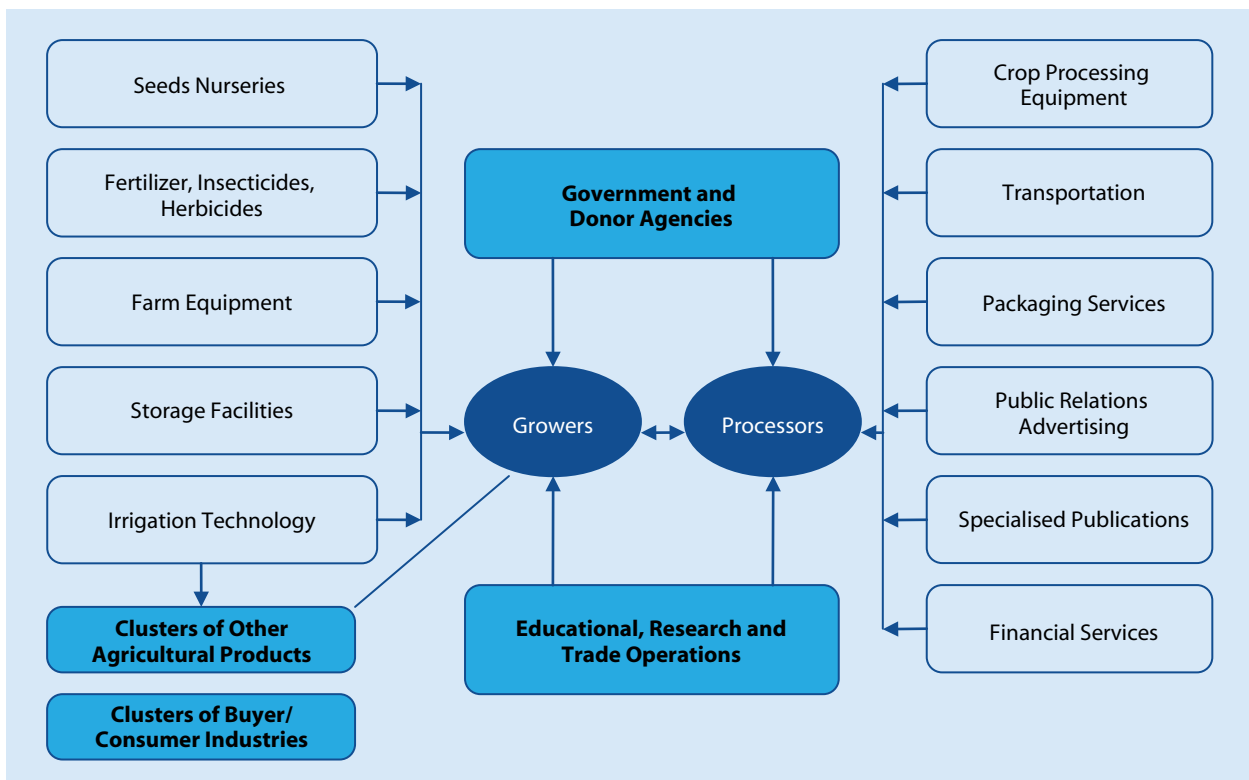 Seeds Nurseries
Fertilizer, Insecticides,
Herbicides
Farm Equipment
Storage Facilities
Irrigation Technology
Clusters of Other
Agricultural Products
Clusters of Buyer/
Consumer Industries
Government and
Donor Agencies
Growers
Processors
Educational, Research and
Trade Operations
Crop Processing
Equipment
Transportation
Packaging Services
Public Relations
Advertising
Specialised Publications
Financial Services